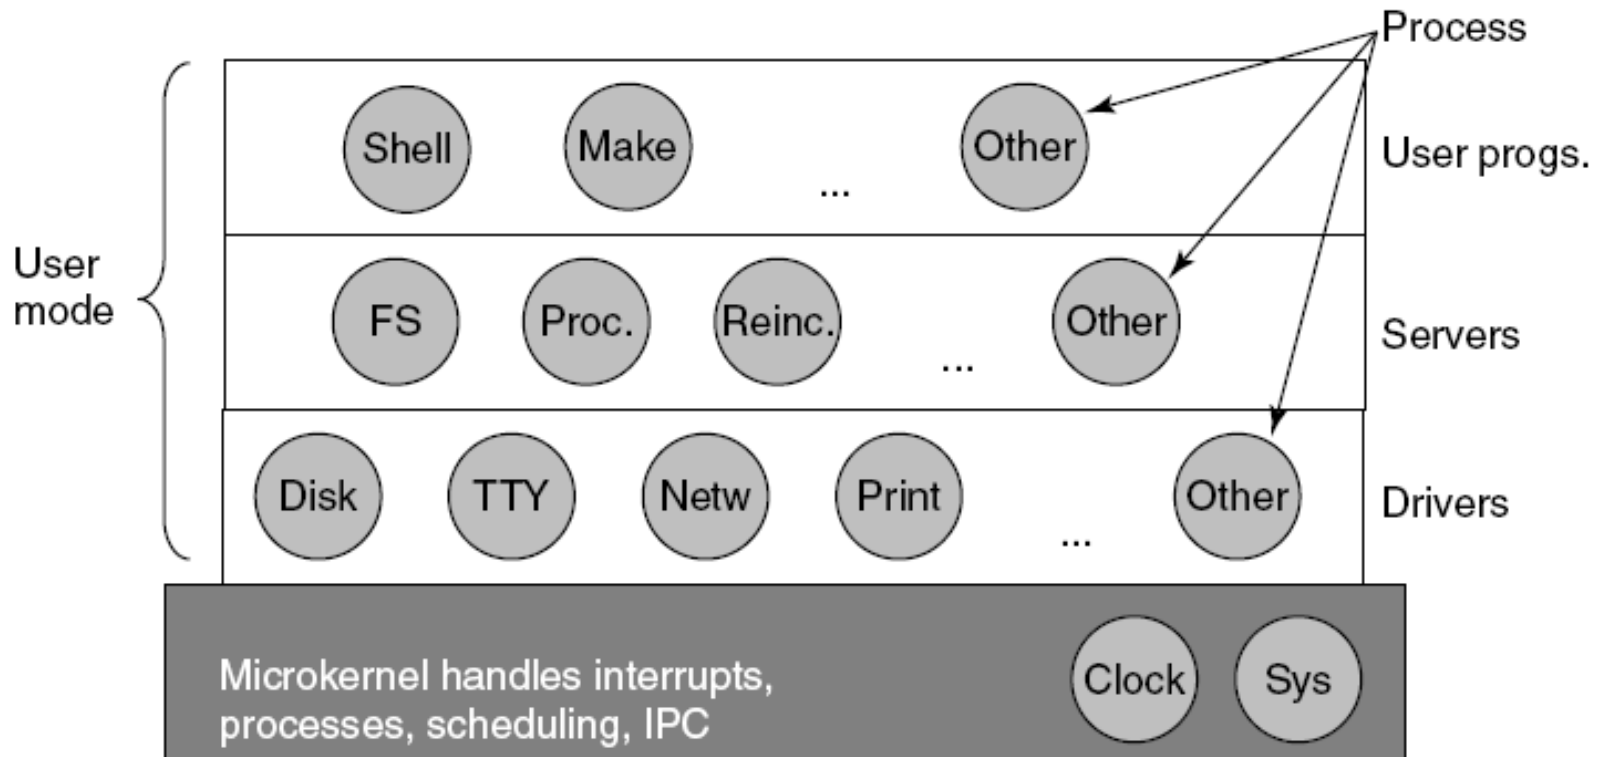 Process
Shell
Make
...
Other
User progs.
User
mode
FS
Proc.
Reinc.
...
Other
Servers
Disk
TTY
Netw
Print
...
Other
Drivers
Microkernel handles interrupts,
processes, scheduling, IPC
Clock
Sys